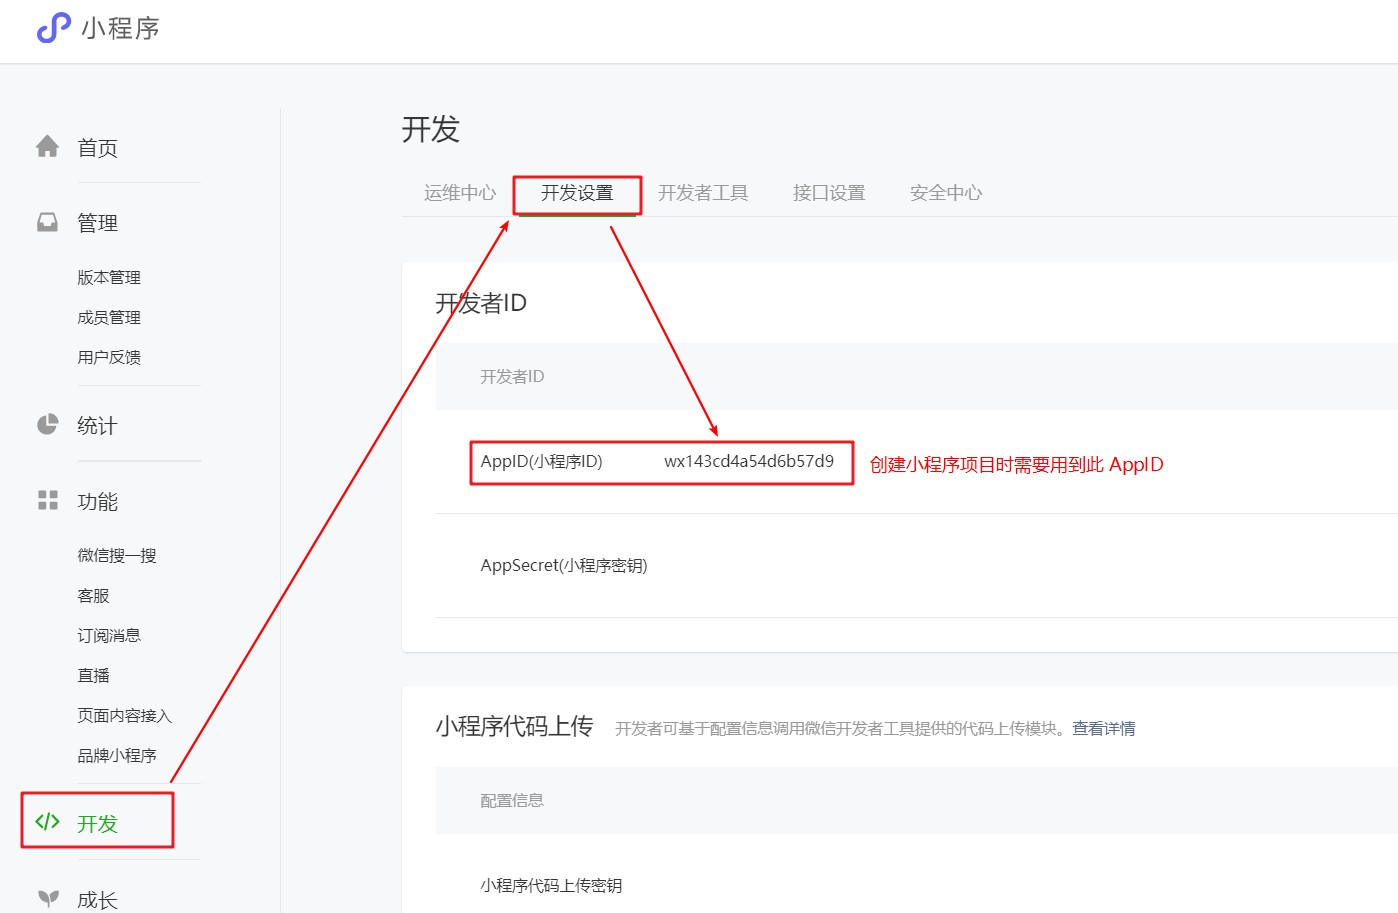 小程序
首页
管理
版本管理
成员管理
用户反馈
统计
功能
微信搜一搜
客服
订阅消息
直播
页面内容接入
品牌小程序
开发
成长
开发
运维中心 开发设置 开发者工具 接口设置 安全中心
开发者ID
开发者ID
AppID(小程序ID) wx143cd4a54d6b57d9 创建小程序项目时需要用到此 AppID
AppSecret(小程序密钥)
小程序代码上传 开发者可基于配置信息调用微信开发者工具提供的代码上传模块。查看详情
配置信息
小程序代码上传密钥